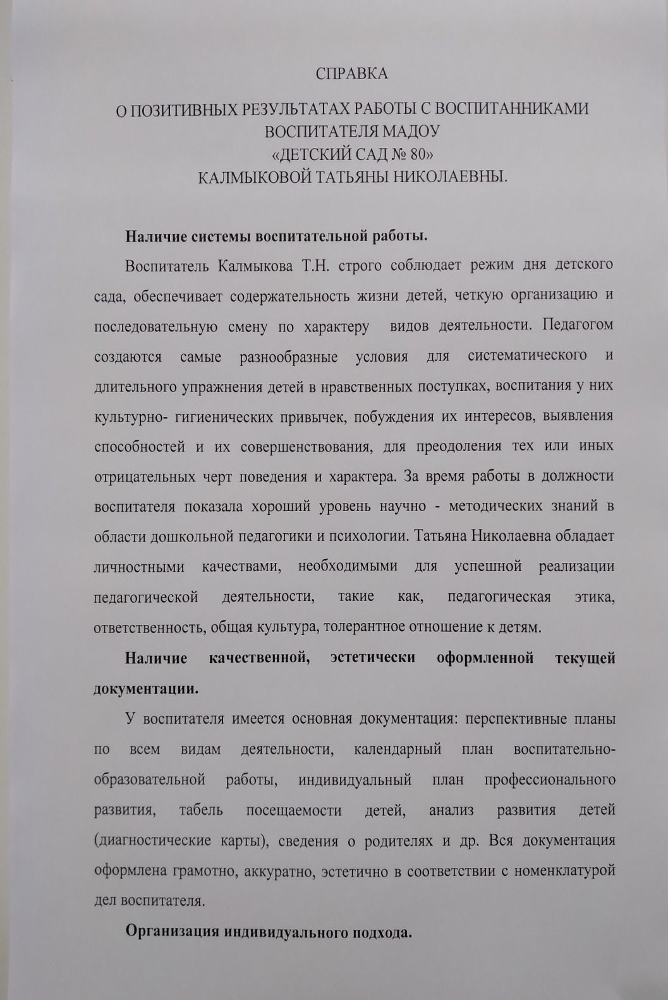 СПРАВКА
О ПОЗИТИВНЫХ РЕЗУЛЬТАТАХ РАБОТЫ С ВОСПИТАННИКАМИ
ВОСПИТАТЕЛЯ МАДОУ
«ДЕТСКИЙ САД № 80»
КАЛМЫКОВОЙ ТАТЬЯНЫ НИКОЛАЕВНЫ.
Наличие системы воспитательной работы.
Воспитатель Калмыкова Т.Н. строго соблюдает режим дня детского
сада, обеспечивает содержательность жизни детей, четкую организацию и
последовательную смену по характеру видов деятельности. Педагогом
создаются самые разнообразные условия для систематического и
длительного упражнения детей в нравственных поступках, воспитания у них
культурно- гигиенических привычек, побуждения их интересов, выявления
способностей и их совершенствования, для преодоления тех или иных
отрицательных черт поведения и характера. За время работы в должности
воспитателя показала хороший уровень научно - методических знаний в
области дошкольной педагогики и психологии. Татьяна Николаевна обладает
личностными качествами, необходимыми для успешной реализации
педагогической деятельности, такие как, педагогическая этика,
ответственность, общая культура, толерантное отношение к детям.
Наличие качественной, эстетически оформленной текущей
документации.
У воспитателя имеется основная документация: перспективные планы
по всем видам деятельности, календарный план воспитательно-
образовательной работы, индивидуальный план профессионального
развития, табель посещаемости детей, анализ развития детей
(диагностические карты), сведения о родителях и др. Вся документация
оформлена грамотно, аккуратно, эстетично в соответствии с номенклатурой
дел воспитателя.
Организация индивидуального подхода.